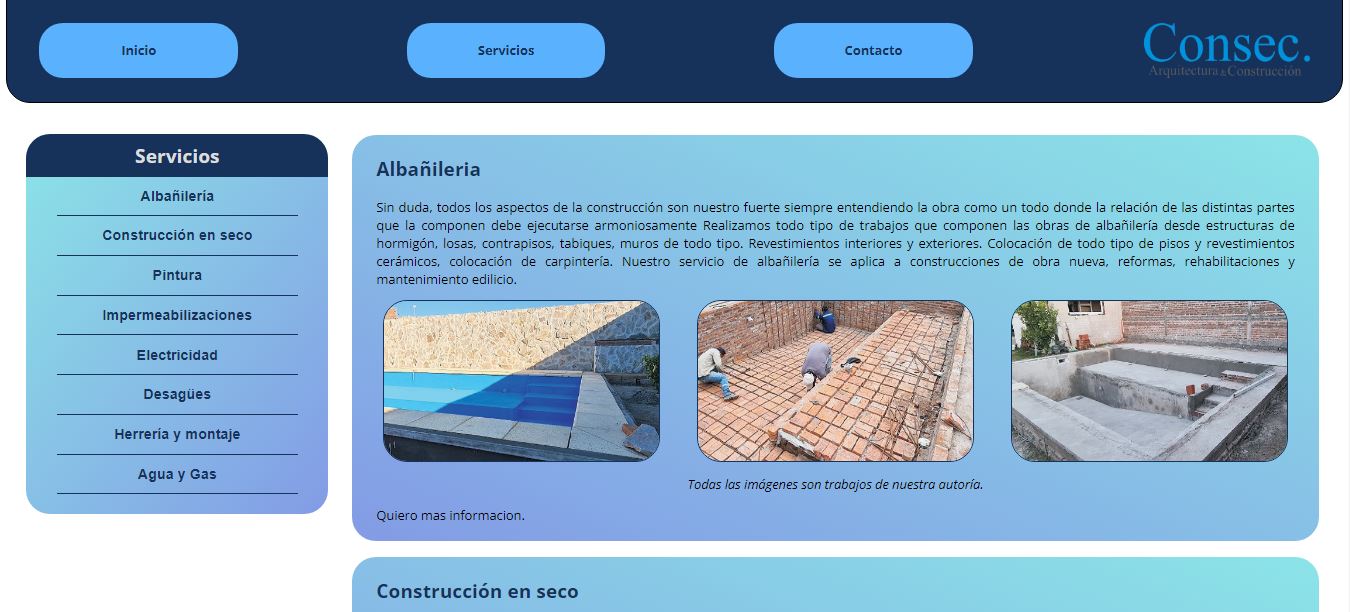 Inicio
Servicios
Contacto
Consec.
Arquitectura & Construcción
Servicios
Albañilería
Construcción en seco
Pintura
Impermeabilizaciones
Electricidad
Desagües
Herrería y montaje
Agua y Gas
Albañileria
Sin duda, todos los aspectos de la construcción son nuestro fuerte siempre entendiendo la obra como un todo donde la relación de las distintas partes
que la componen debe ejecutarse armoniosamente Realizamos todo tipo de trabajos que componen las obras de albañilería desde estructuras de
hormigón, losas, contrapisos, tabiques, muros de todo tipo. Revestimientos interiores y exteriores. Colocación de todo tipo de pisos y revestimientos
cerámicos, colocación de carpintería. Nuestro servicio de albañilería se aplica a construcciones de obra nueva, reformas, rehabilitaciones y
mantenimiento edilicio.
Todas las imágenes son trabajos de nuestra autoría.
Quiero mas informacion.
Construcción en seco